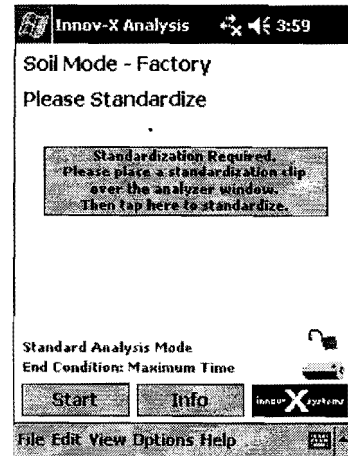 Innov-X Analysis 3:59
Soil Mode - Factory
Please Standardize
Standardization Required.
Please place a standardization clip
over the analyzer window.
Then tap here to standardize.
Standard Analysis Mode
End Condition: Maximum Time
Start Info innov-X systems
File Edit View Options Help